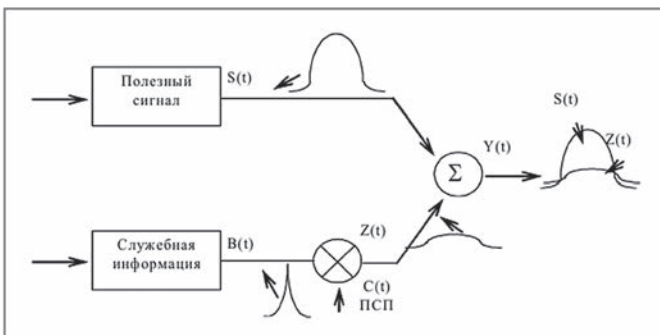 Полезный
сигнал
S(t)
S(t)
Z(t)
Y(t)
Σ
Служебная
информация
B(t)
Z(t)
C(t)
ПСП